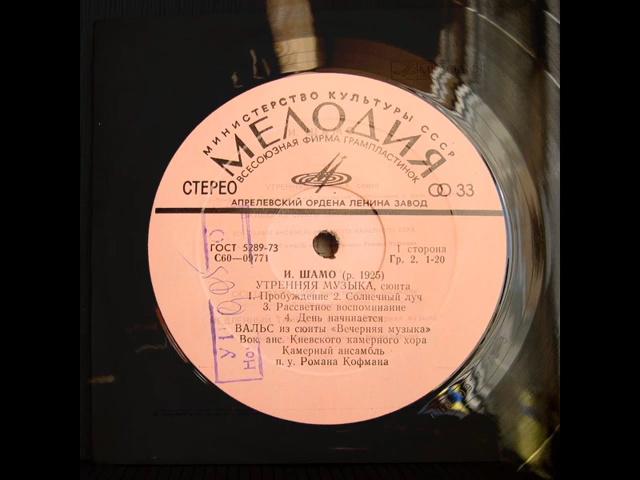 МИНИСТЕРСТВО КУЛЬТУРЫ СССР
МЕЛОДИЯ
ВСЕСОЮЗНАЯ ФИРМА ГРАМПЛАСТИНОК
СТЕРЕО
33
АПРЕЛЕВСКИЙ ОРДЕНА ЛЕНИНА ЗАВОД
ГОСТ 5289-73
С60—09771
1 сторона
Гр. 2. 1-20
И. ШАМО (р. 1925)
УТРЕННЯЯ МУЗЫКА, сюита
1. Пробуждение 2. Солнечный луч
3. Рассветное воспоминание
4. День начинается
ВАЛЬС из сюиты «Вечерняя музыка»
Вок. анс. Киевского камерного хора
Камерный ансамбль
п. у. Романа Кофмана